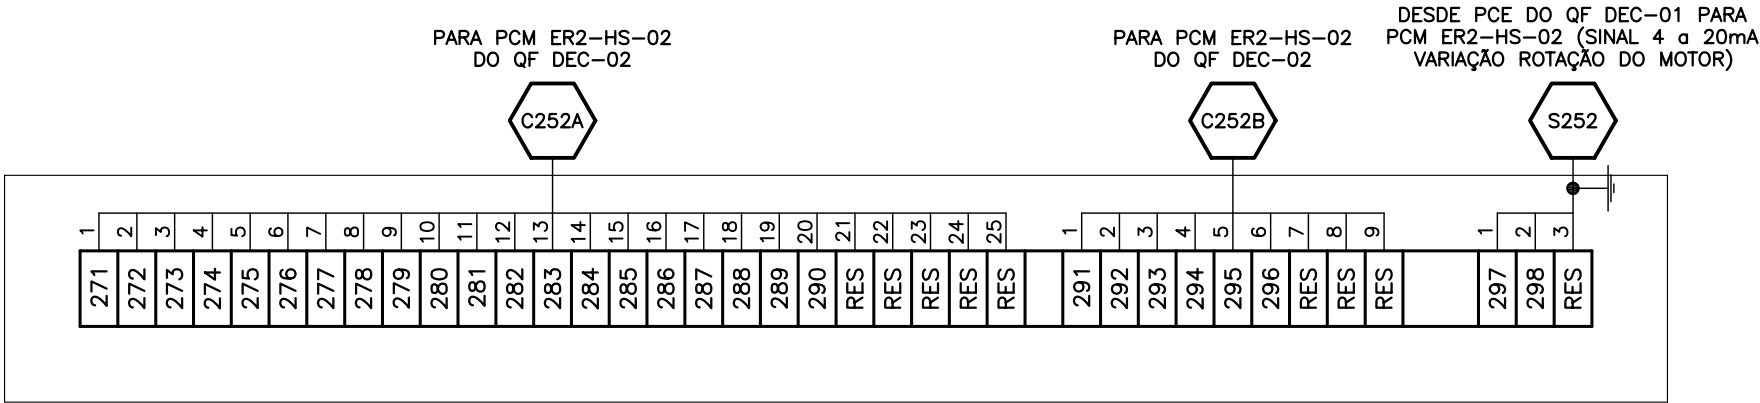 PARA PCM ER2-HS-02
DO QF DEC-02
PARA PCM ER2-HS-02
DO QF DEC-02
DESDE PCE DO QF DEC-01 PARA
PCM ER2-HS-02 (SINAL 4 a 20mA
VARIAÇÃO ROTAÇÃO DO MOTOR)
C252A
C252B
S252
1 2 3 4 5 6 7 8 9 10 11 12 13 14 15 16 17 18 19 20 21 22 23 24 25
1 2 3 4 5 6 7 8 9
1 2 3
271 272 273 274 275 276 277 278 279 280 281 282 283 284 285 286 287 288 289 290 RES RES RES RES RES
291 292 293 294 295 296 RES RES RES
297 298 RES